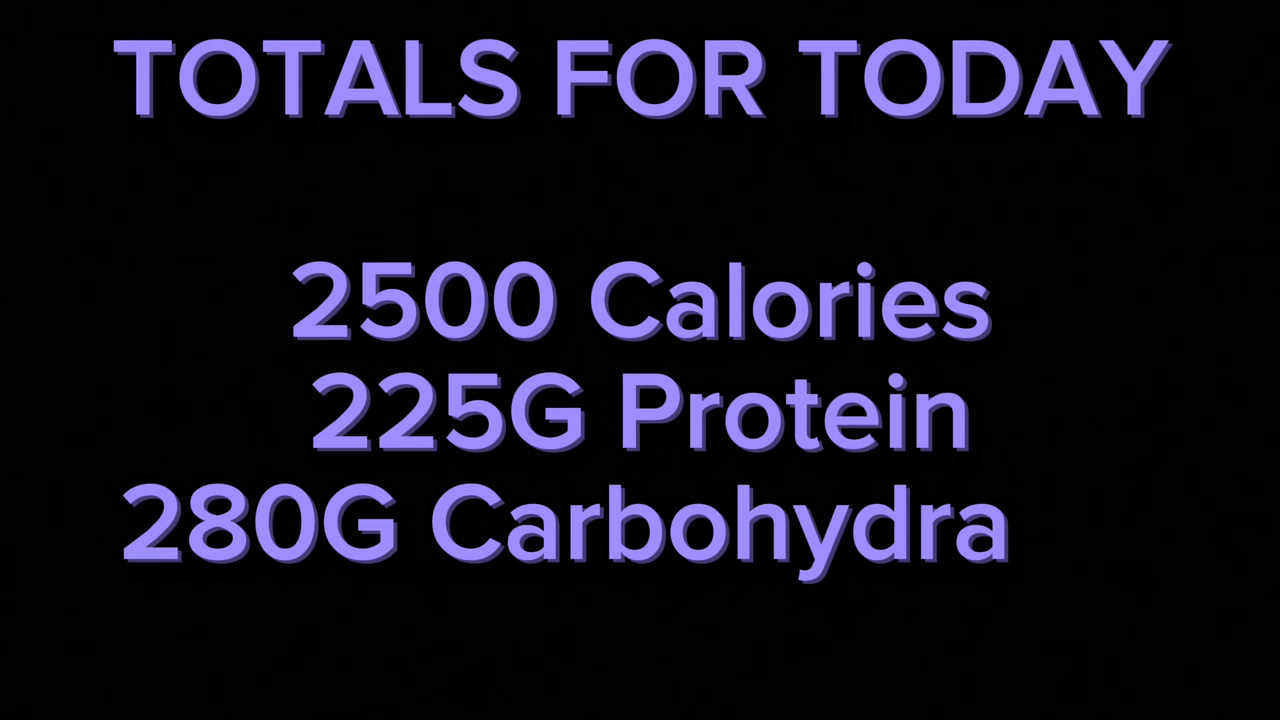 TOTALS FOR TODAY
2500 Calories
225G Protein
280G Carbohydra